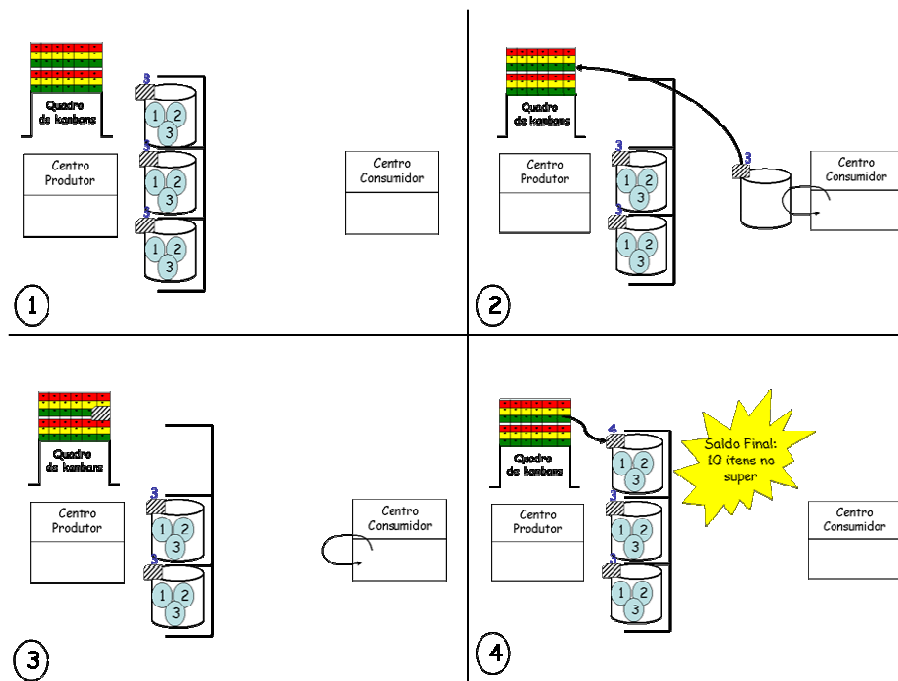 3
1 2
3
Quadro
de kanbans
1 2
3
Centro
Produtor
1 2
3
Centro
Consumidor
1
3
3
Quadro
de kanbans
1 2
3
Centro
Produtor
3
1 2
3
Centro
Consumidor
2
Quadro
de kanbans
3
1 2
3
Centro
Produtor
3
1 2
3
Centro
Consumidor
3
4
1 2
3
Quadro
de kanbans
Saldo Final:
10 itens no
super
3
1 2
3
Centro
Produtor
3
1 2
3
Centro
Consumidor
4